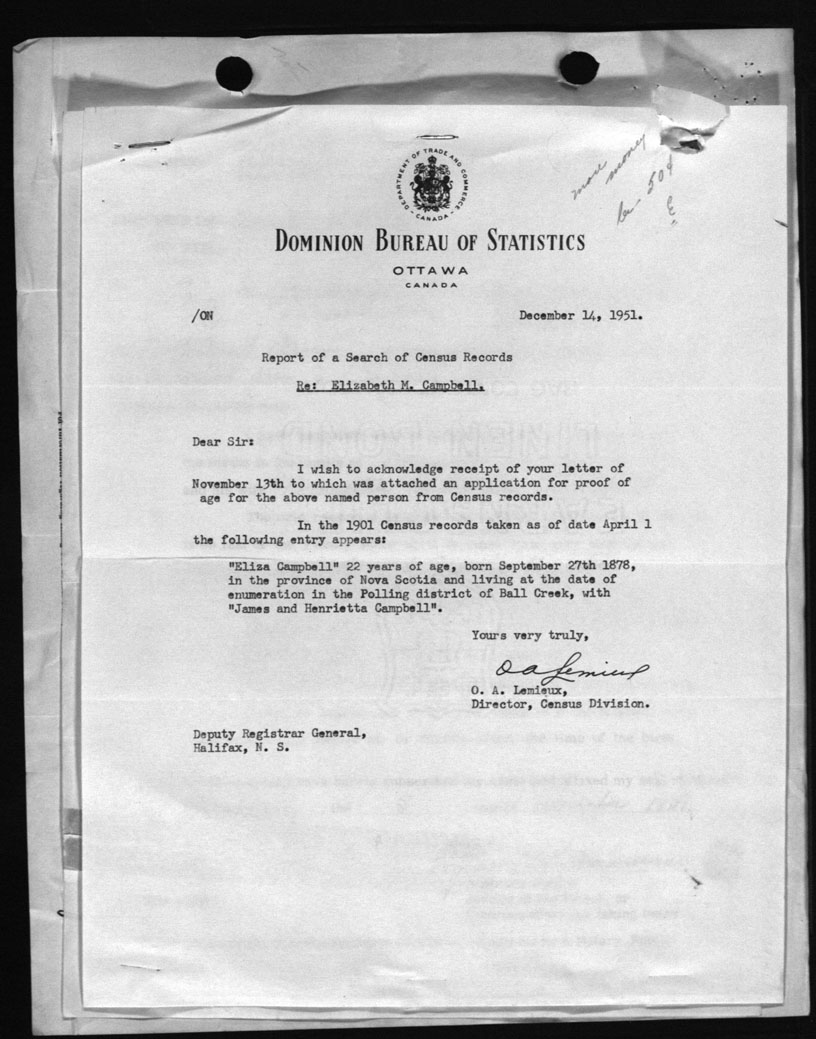 DEPARTMENT OF TRADE AND COMMERCE
CANADA
money
50¢
DOMINION BUREAU OF STATISTICS
OTTAWA
CANADA
/ON December 14, 1951.
Report of a Search of Census Records
Re: Elizabeth M. Campbell.
Dear Sir:
I wish to acknowledge receipt of your letter of
November 13th to which was attached an application for proof of
age for the above named person from Census records.
In the 1901 Census records taken as of date April 1
the following entry appears:
"Eliza Campbell" 22 years of age, born September 27th 1878,
in the province of Nova Scotia and living at the date of
enumeration in the Polling district of Ball Creek, with
"James and Henrietta Campbell".
Yours very truly,
O A Lemieux
O. A. Lemieux,
Director, Census Division.
Deputy Registrar General,
Halifax, N. S.